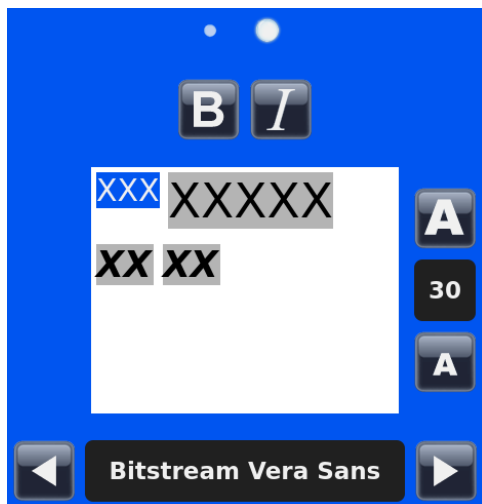 B I
XXX XXXXX
A
xx xx
30
A
Bitstream Vera Sans